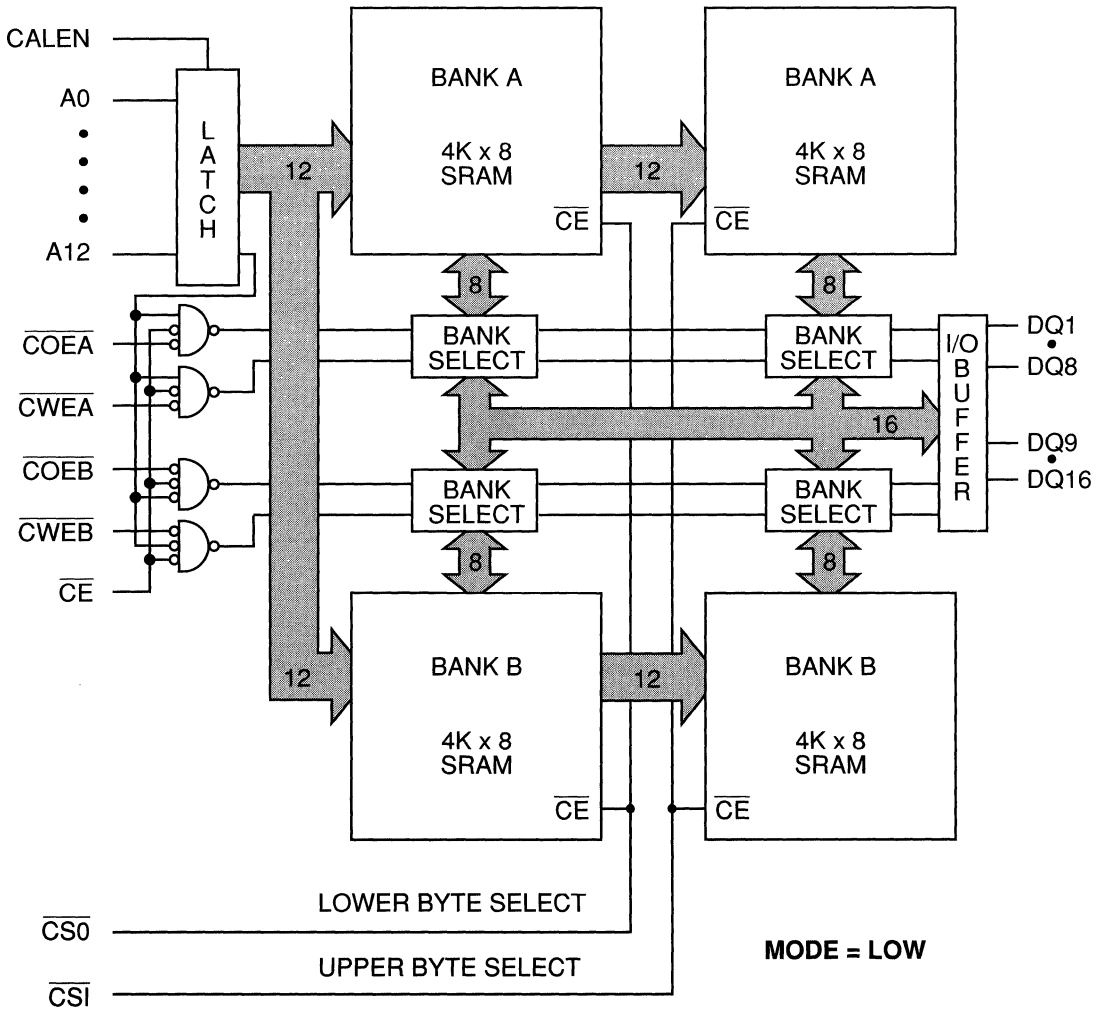 CALEN
A0
A12
LATCH
12
BANK A
4K x 8
SRAM
CE
12
BANK A
4K x 8
SRAM
CE
8
8
COEA
CWEA
COEB
CWEB
CE
BANK
SELECT
BANK
SELECT
16
BANK
SELECT
BANK
SELECT
I/O
BUFFER
DQ1
DQ8
DQ9
DQ16
8
8
12
BANK B
4K x 8
SRAM
CE
12
BANK B
4K x 8
SRAM
CE
LOWER BYTE SELECT
CS0
UPPER BYTE SELECT
CSI
MODE = LOW